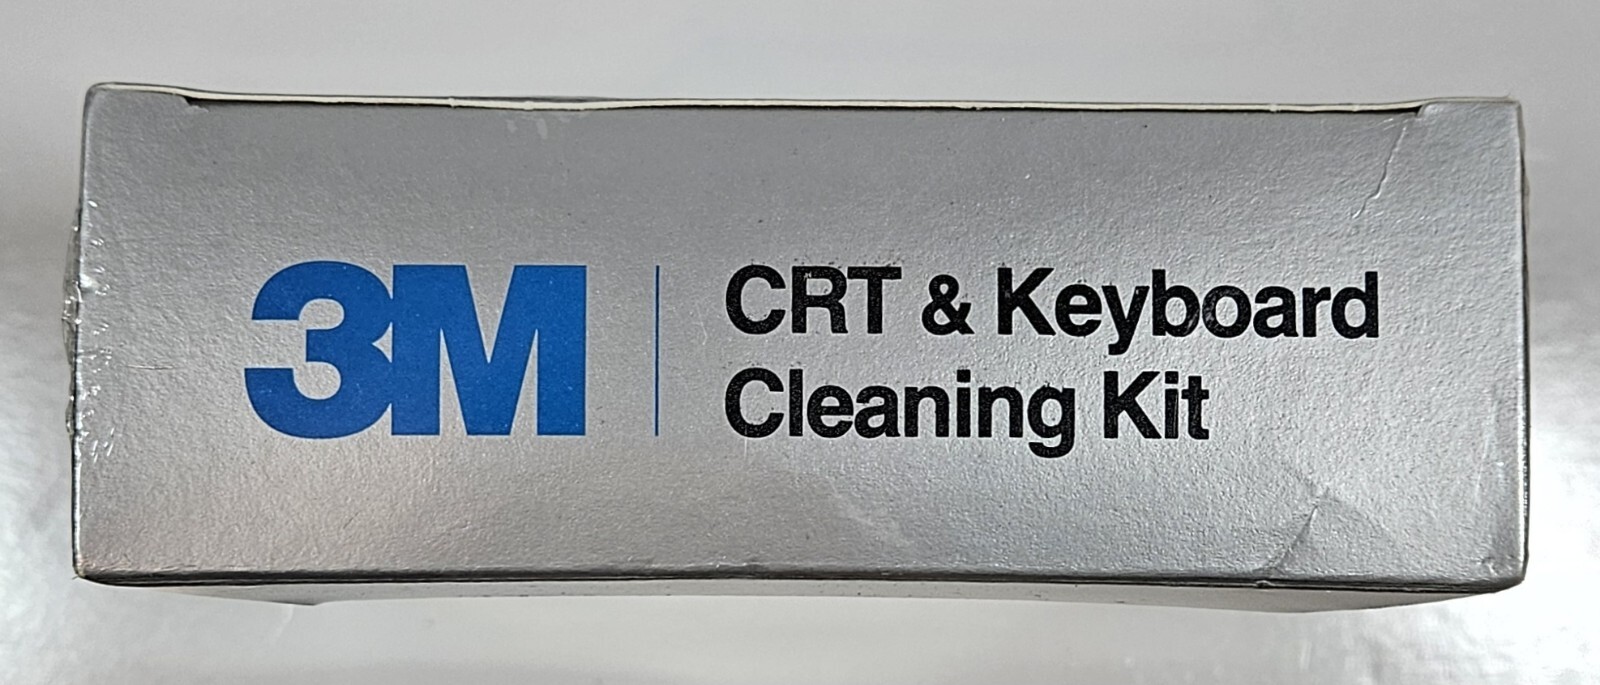 3M
CRT & Keyboard
Cleaning Kit